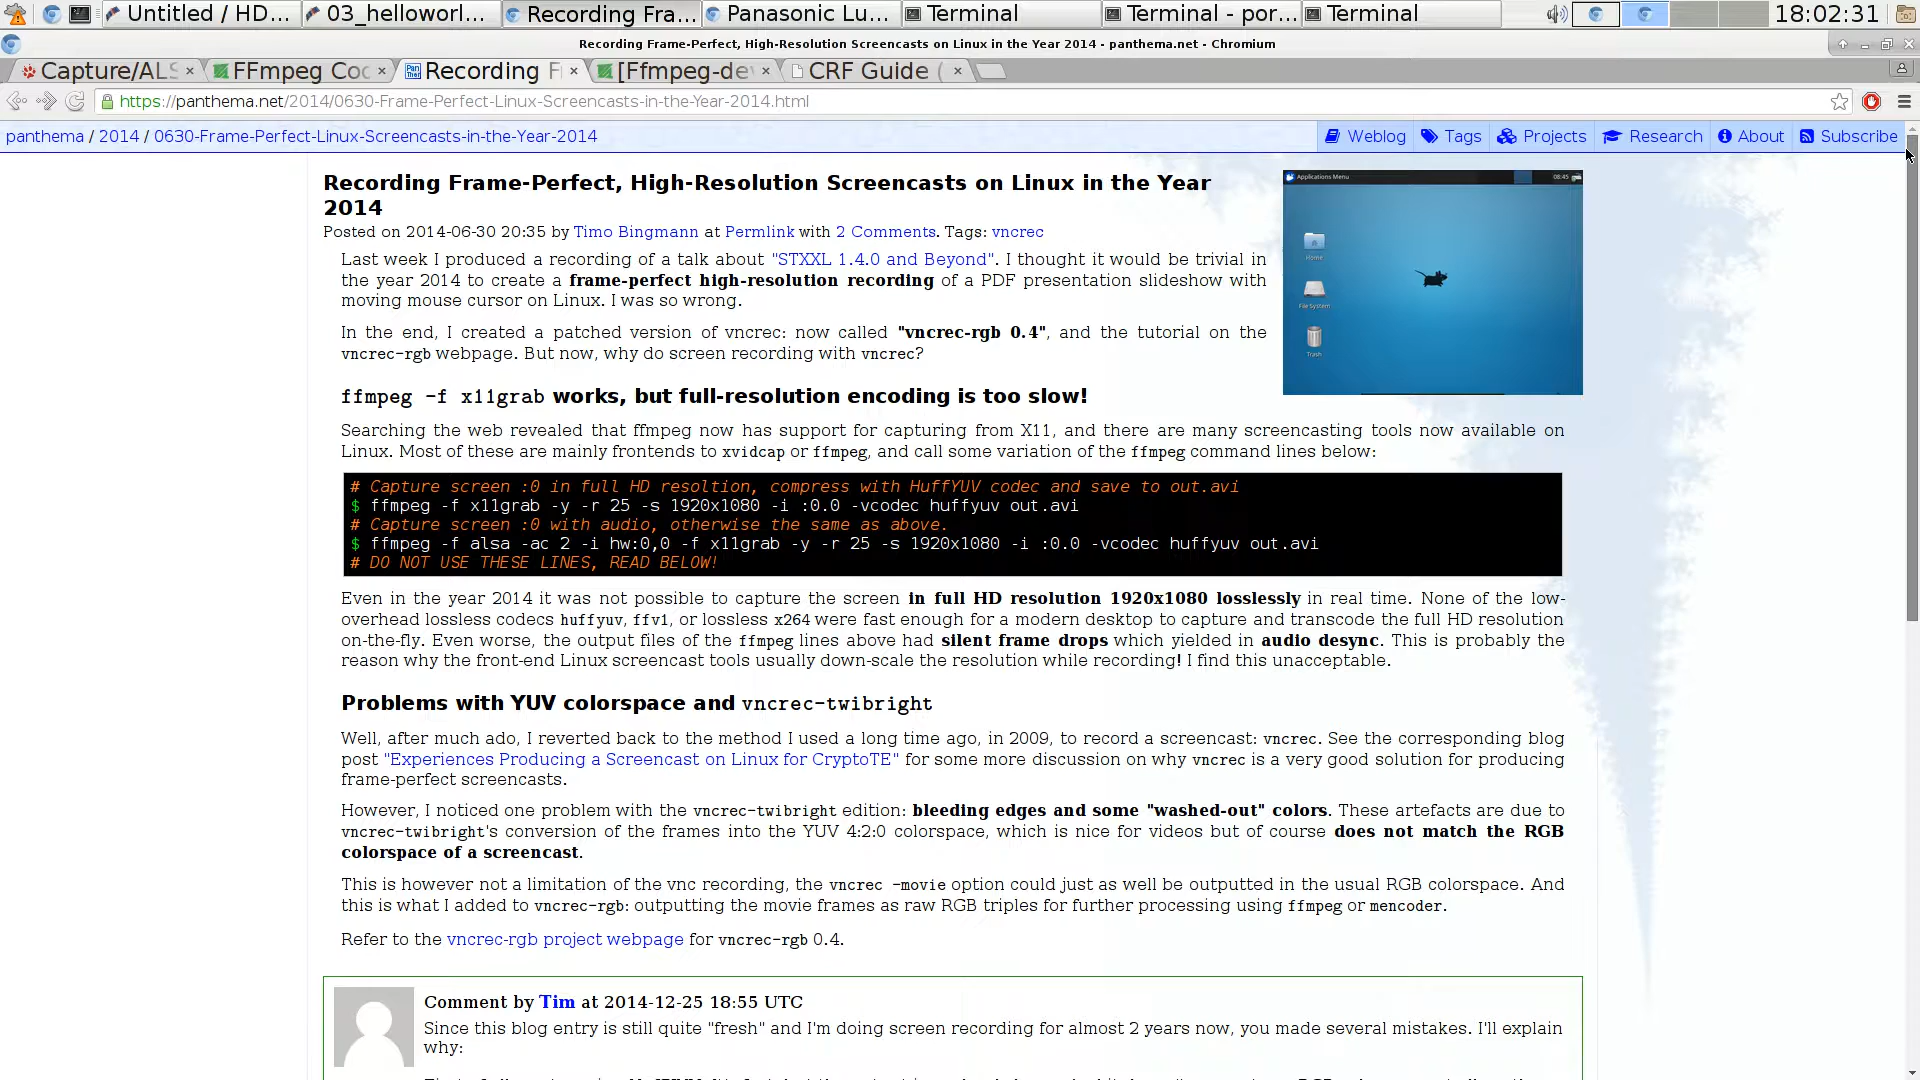 Untitled / HD...
03_helloworl...
Recording Fra...
Panasonic Lu...
Terminal
Terminal - por...
Terminal
18:02:31
Recording Frame-Perfect, High-Resolution Screencasts on Linux in the Year 2014 - panthema.net - Chromium
Capture/ALS
FFmpeg Co
Recording F
[Ffmpeg-de
CRF Guide (
https://panthema.net/2014/0630-Frame-Perfect-Linux-Screencasts-in-the-Year-2014.html
panthema / 2014 / 0630-Frame-Perfect-Linux-Screencasts-in-the-Year-2014
Weblog
Tags
Projects
Research
About
Subscribe
Recording Frame-Perfect, High-Resolution Screencasts on Linux in the Year
2014
Posted on 2014-06-30 20:35 by Timo Bingmann at Permlink with 2 Comments. Tags: vncrec
Applications Menu
08:45
Home
File System
Trash
Last week I produced a recording of a talk about "STXXL 1.4.0 and Beyond". I thought it would be trivial in
the year 2014 to create a frame-perfect high-resolution recording of a PDF presentation slideshow with
moving mouse cursor on Linux. I was so wrong.
In the end, I created a patched version of vncrec: now called "vncrec-rgb 0.4", and the tutorial on the
vncrec-rgb webpage. But now, why do screen recording with vncrec?
ffmpeg -f x11grab works, but full-resolution encoding is too slow!
Searching the web revealed that ffmpeg now has support for capturing from X11, and there are many screencasting tools now available on
Linux. Most of these are mainly frontends to xvidcap or ffmpeg, and call some variation of the ffmpeg command lines below:
# Capture screen :0 in full HD resoltion, compress with HuffYUV codec and save to out.avi
$ ffmpeg -f x11grab -y -r 25 -s 1920x1080 -i :0.0 -vcodec huffyuv out.avi
# Capture screen :0 with audio, otherwise the same as above.
$ ffmpeg -f alsa -ac 2 -i hw:0,0 -f x11grab -y -r 25 -s 1920x1080 -i :0.0 -vcodec huffyuv out.avi
# DO NOT USE THESE LINES, READ BELOW!
Even in the year 2014 it was not possible to capture the screen in full HD resolution 1920x1080 losslessly in real time. None of the low-
overhead lossless codecs huffyuv, ffv1, or lossless x264 were fast enough for a modern desktop to capture and transcode the full HD resolution
on-the-fly. Even worse, the output files of the ffmpeg lines above had silent frame drops which yielded in audio desync. This is probably the
reason why the front-end Linux screencast tools usually down-scale the resolution while recording! I find this unacceptable.
Problems with YUV colorspace and vncrec-twibright
Well, after much ado, I reverted back to the method I used a long time ago, in 2009, to record a screencast: vncrec. See the corresponding blog
post "Experiences Producing a Screencast on Linux for CryptoTE" for some more discussion on why vncrec is a very good solution for producing
frame-perfect screencasts.
However, I noticed one problem with the vncrec-twibright edition: bleeding edges and some "washed-out" colors. These artefacts are due to
vncrec-twibright's conversion of the frames into the YUV 4:2:0 colorspace, which is nice for videos but of course does not match the RGB
colorspace of a screencast.
This is however not a limitation of the vnc recording, the vncrec -movie option could just as well be outputted in the usual RGB colorspace. And
this is what I added to vncrec-rgb: outputting the movie frames as raw RGB triples for further processing using ffmpeg or mencoder.
Refer to the vncrec-rgb project webpage for vncrec-rgb 0.4.
Comment by Tim at 2014-12-25 18:55 UTC
Since this blog entry is still quite "fresh" and I'm doing screen recording for almost 2 years now, you made several mistakes. I'll explain
why: